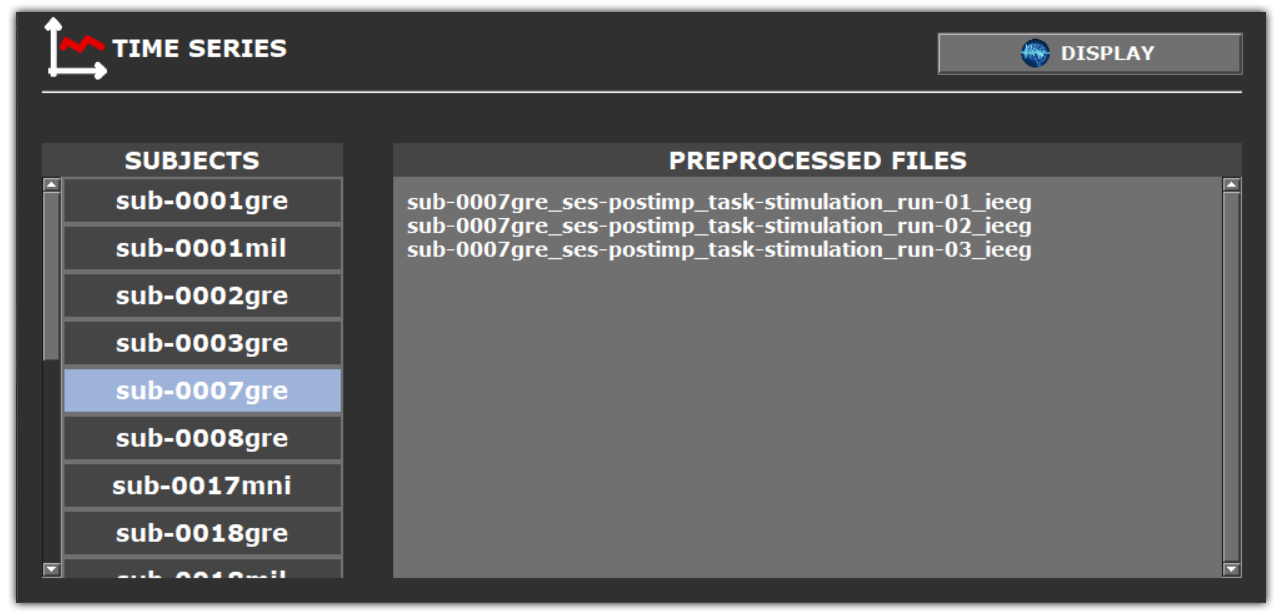 TIME SERIES
DISPLAY
SUBJECTS
sub-0001gre
sub-0001mil
sub-0002gre
sub-0003gre
sub-0007gre
sub-0008gre
sub-0017mni
sub-0018gre
PREPROCESSED FILES
sub-0007gre_ses-postimp_task-stimulation_run-01_ieeg
sub-0007gre_ses-postimp_task-stimulation_run-02_ieeg
sub-0007gre_ses-postimp_task-stimulation_run-03_ieeg